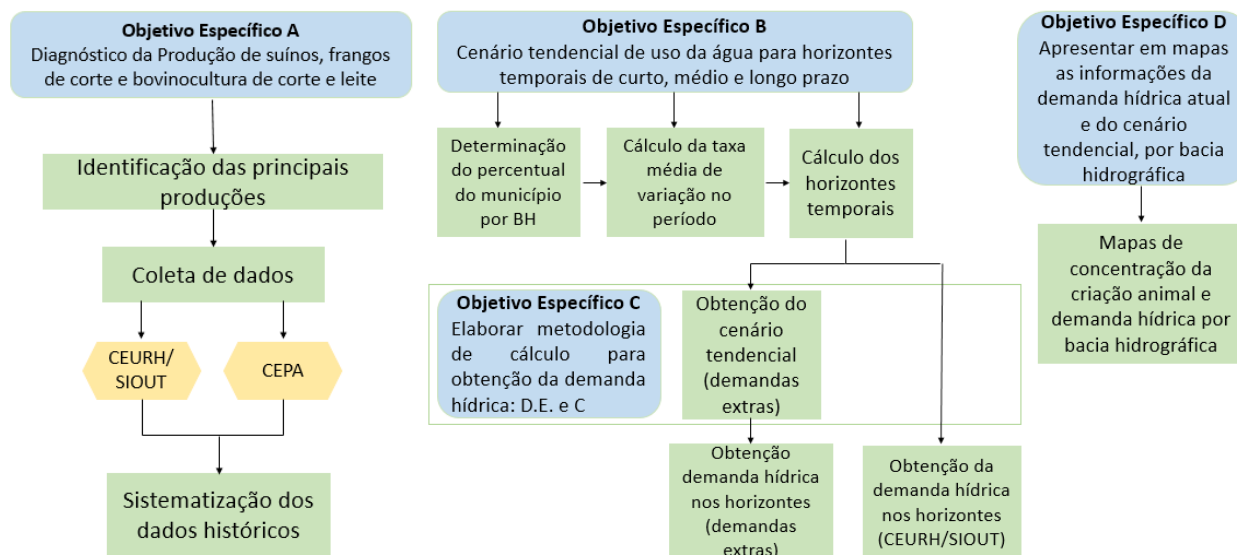 Objetivo Específico A
Diagnóstico da Produção de suínos, frangos
de corte e bovinocultura de corte e leite
Identificação das principais
produções
Coleta de dados
CEURH/
SIOUT
CEPA
Sistematização dos
dados históricos
Objetivo Específico B
Cenário tendencial de uso da água para horizontes
temporais de curto, médio e longo prazo
Determinação
do percentual
do município
por BH
Cálculo da taxa
média de
variação no
período
Cálculo dos
horizontes
temporais
Objetivo Específico C
Elaborar metodologia
de cálculo para
obtenção da demanda
hídrica: D.E. e C
Obtenção do
cenário
tendencial
(demandas
extras)
Obtenção
demanda hídrica
nos horizontes
(demandas
extras)
Obtenção da
demanda hídrica
nos horizontes
(CEURH/SIOUT)
Objetivo Específico D
Apresentar em mapas
as informações da
demanda hídrica atual
e do cenário
tendencial, por bacia
hidrográfica
Mapas de
concentração da
criação animal e
demanda hídrica por
bacia hidrográfica